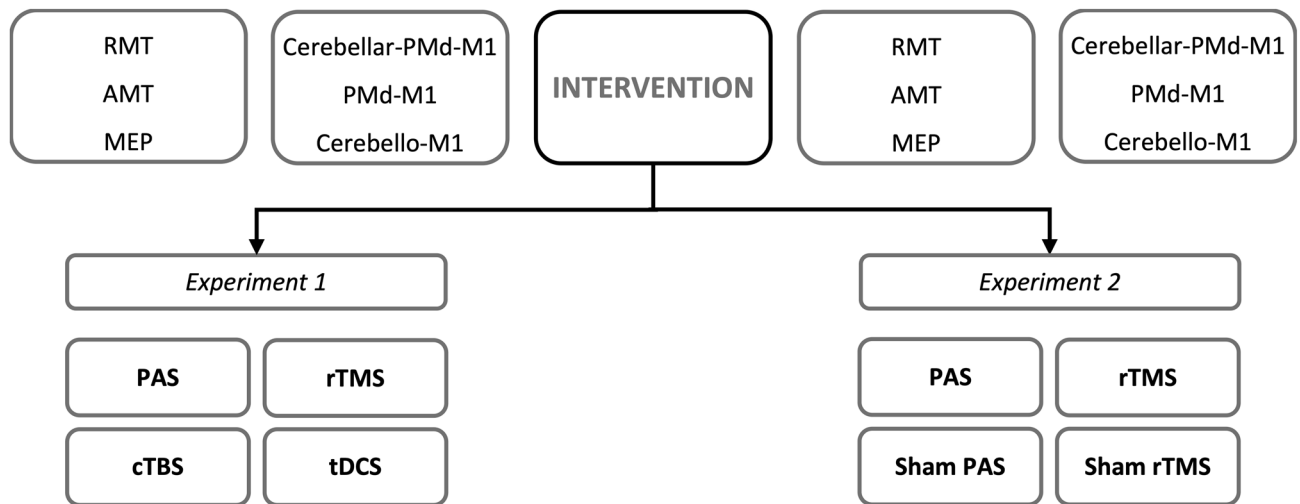 RMT
AMT
MEP
Cerebellar-PMd-M1
PMd-M1
Cerebello-M1
INTERVENTION
RMT
AMT
MEP
Cerebellar-PMd-M1
PMd-M1
Cerebello-M1
Experiment 1
PAS
rTMS
cTBS
tDCS
Experiment 2
PAS
rTMS
Sham PAS
Sham rTMS